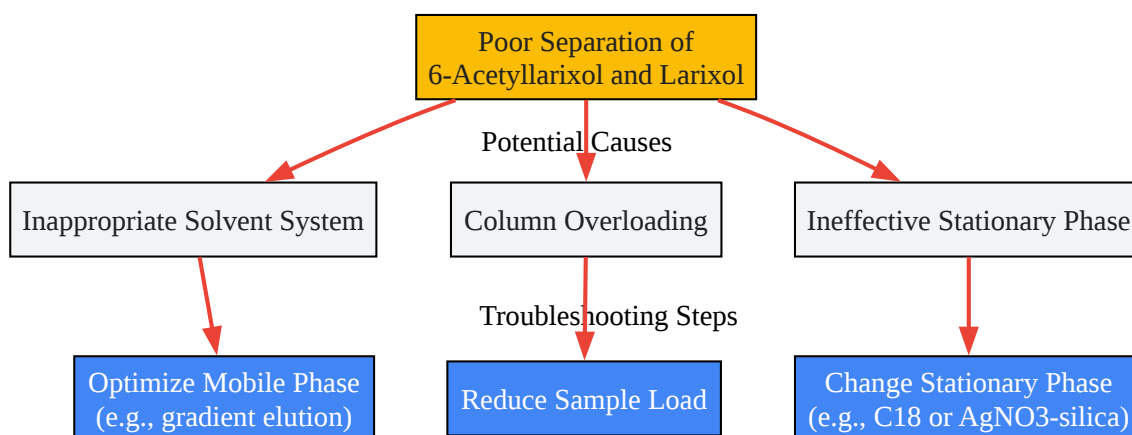 Poor Separation of
6-Acetyllarixol and Larixol
Potential Causes
Inappropriate Solvent System
Column Overloading
Ineffective Stationary Phase
Troubleshooting Steps
Optimize Mobile Phase
(e.g., gradient elution)
Reduce Sample Load
Change Stationary Phase
(e.g., C18 or AgNO3-silica)